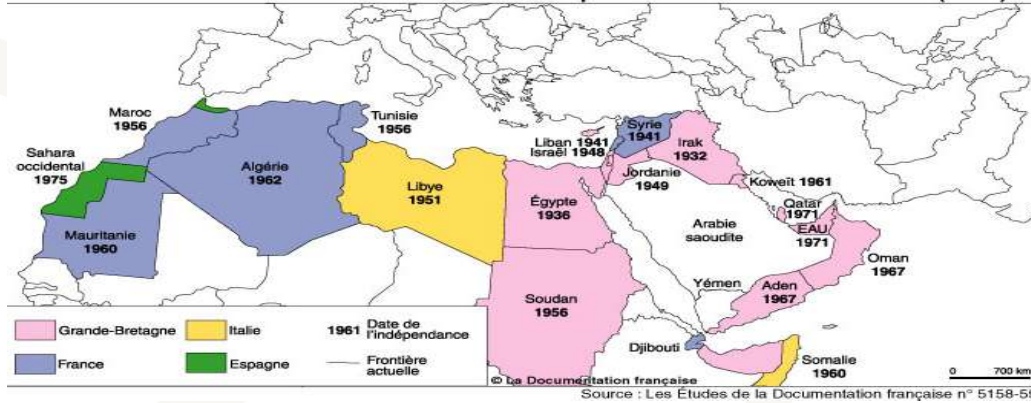 Maroc
1956
Tunisie
1956
Sahara
occidental
1975
Algérie
1962
Libye
1951
Mauritanie
1960
Égypte
1936
Soudan
1956
Liban 1941
Israël 1948
Syrie
1941
Irak
1932
Jordanie
1949
Koweït 1961
Qatar
1971
EAU
1971
Arabie
saoudite
Oman
1967
Yémen
Aden
1967
Djibouti
Somalie
1960
Grande-Bretagne
Italie
1961 Date de
l'indépendance
France
Espagne
Frontière
actuelle
© La Documentation française
0 700 km
Source : Les Études de la Documentation française n° 5158-59